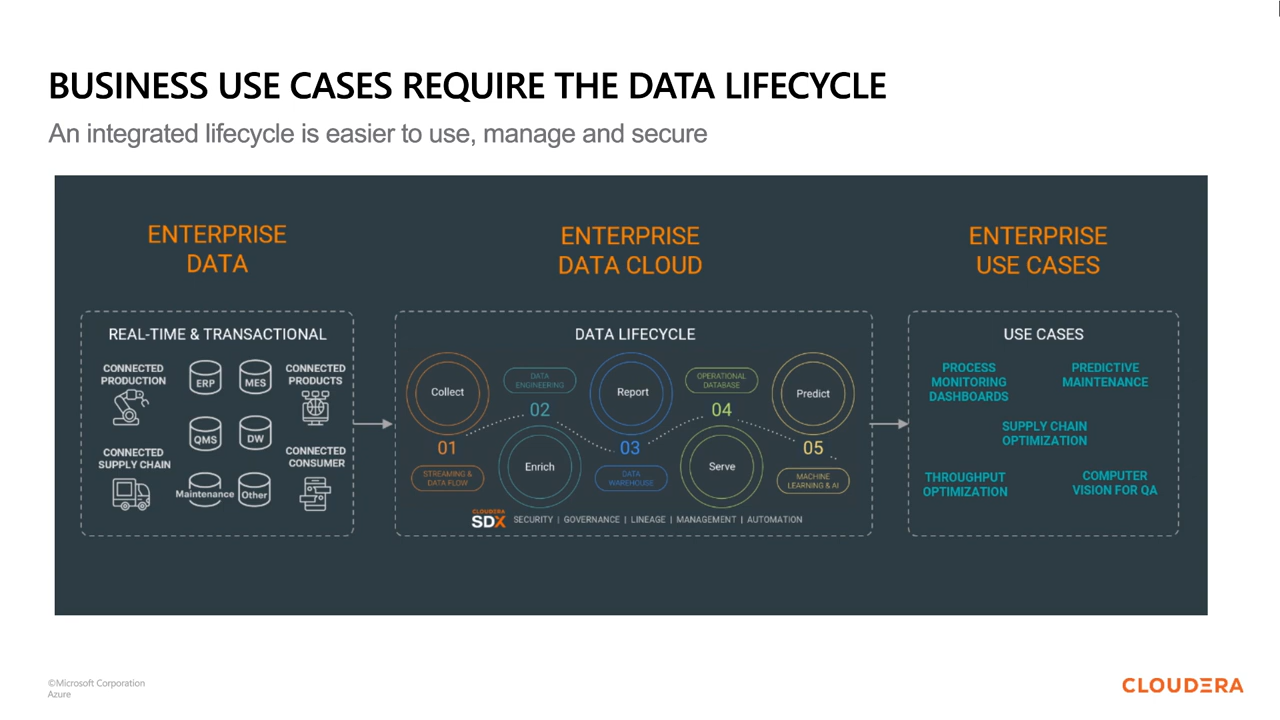 BUSINESS USE CASES REQUIRE THE DATA LIFECYCLE
An integrated lifecycle is easier to use, manage and secure
ENTERPRISE
DATA
REAL-TIME & TRANSACTIONAL
CONNECTED
PRODUCTION
ERP
MES
CONNECTED
PRODUCTS
QMS
DW
CONNECTED
SUPPLY CHAIN
CONNECTED
CONSUMER
Maintenance
Other
ENTERPRISE
DATA CLOUD
DATA LIFECYCLE
Collect
01
STREAMING &
DATA FLOW
DATA
ENGINEERING
02
Enrich
Report
03
DATA
WAREHOUSE
OPERATIONAL
DATABASE
04
Serve
Predict
05
MACHINE
LEARNING & AI
CLOUDERA
SDX
SECURITY | GOVERNANCE | LINEAGE | MANAGEMENT | AUTOMATION
ENTERPRISE
USE CASES
USE CASES
PROCESS
MONITORING
DASHBOARDS
PREDICTIVE
MAINTENANCE
SUPPLY CHAIN
OPTIMIZATION
THROUGHPUT
OPTIMIZATION
COMPUTER
VISION FOR QA
©Microsoft Corporation
Azure
CLOUDERA